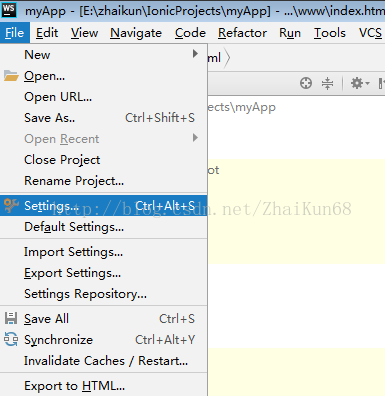 WS myApp - [E:\zhaikun\IonicProjects\myApp] - ...\www\index.htm
File Edit View Navigate Code Refactor Run Tools VCS
ml
New
Open...
ects\myApp
Open URL...
Save As.. Ctrl+Shift+S
Open Recent
Close Project
ot
Rename Project...
Settings... Ctrl+Alt+S
http://blog.csdn.net/ZhaiKun68
Default Settings...
Import Settings...
Export Settings...
Settings Repository...
Save All Ctrl+S
Synchronize Ctrl+Alt+Y
Invalidate Caches / Restart...
Export to HTML...